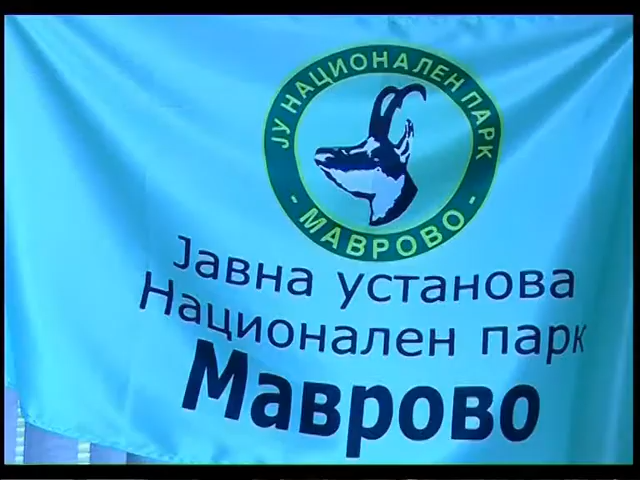 ЈУ НАЦИОНАЛЕН ПАРК
- МАВРОВО -
Јавна установа
Национален парк
Маврово